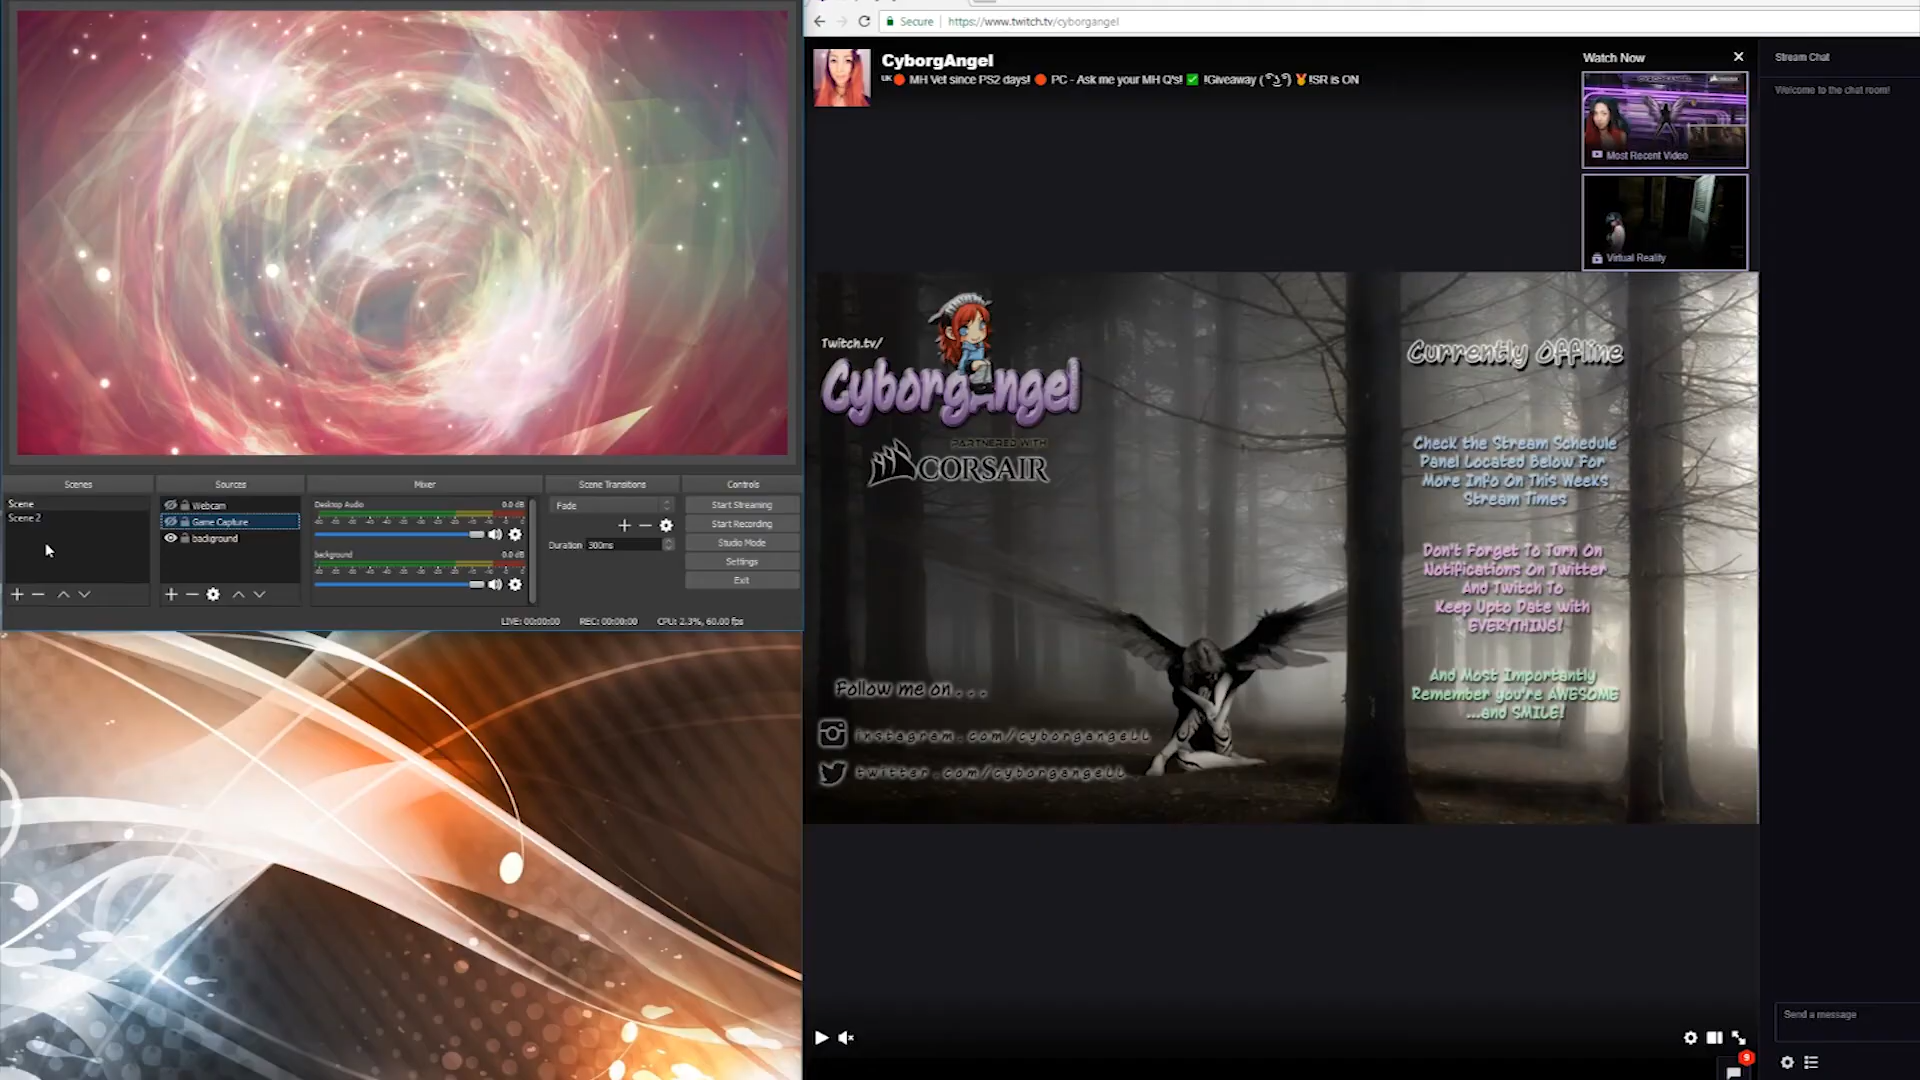 Scenes
Scene
Scene 2
Sources
Webcam
Game Capture
background
Mixer
Desktop Audio
0.0 dB
background
0.0 dB
Scene Transitions
Fade
Duration 300ms
Controls
Start Streaming
Start Recording
Studio Mode
Settings
Exit
LIVE: 00:00:00 REC: 00:00:00 CPU: 2.3%, 60.00 fps
Secure https://www.twitch.tv/cyborgangel
CyborgAngel
UK 🔴 MH Vet since PS2 days! 🔴 PC - Ask me your MH Q's! ✅ !Giveaway ( ͡° ͜ʖ ͡°) 🏅!SR is ON
Watch Now
Most Recent Video
Virtual Reality
Stream Chat
Welcome to the chat room!
Twitch.tv/
CyborgAngel
PARTNERED WITH
CORSAIR
Follow me on . . .
instagram.com/cyborgangell
twitter.com/cyborgangell
Currently Offline
Check the Stream Schedule
Panel Located Below For
More Info On This Weeks
Stream Times
Don't Forget To Turn On
Notifications On Twitter
And Twitch To
Keep Upto Date with
EVERYTHING!
And Most Importantly
Remember you're AWESOME
...and SMILE!
Send a message
9